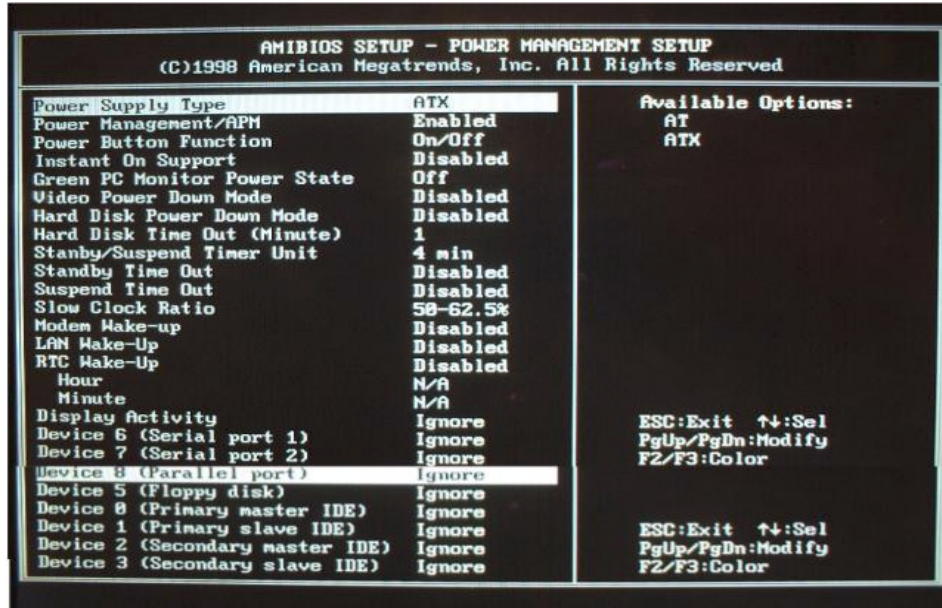 AMIBIOS SETUP - POWER MANAGEMENT SETUP
(C)1998 American Megatrends, Inc. All Rights Reserved
Power Supply Type ATX
Power Management/APM Enabled
Power Button Function On/Off
Instant On Support Disabled
Green PC Monitor Power State Off
Video Power Down Mode Disabled
Hard Disk Power Down Mode Disabled
Hard Disk Time Out (Minute) 1
Stanby/Suspend Timer Unit 4 min
Standby Time Out Disabled
Suspend Time Out Disabled
Slow Clock Ratio 50-62.5%
Modem Wake-up Disabled
LAN Wake-Up Disabled
RTC Wake-Up Disabled
Hour N/A
Minute N/A
Display Activity Ignore
Device 6 (Serial port 1) Ignore
Device 7 (Serial port 2) Ignore
Device 8 (Parallel port) Ignore
Device 5 (Floppy disk) Ignore
Device 0 (Primary master IDE) Ignore
Device 1 (Primary slave IDE) Ignore
Device 2 (Secondary master IDE) Ignore
Device 3 (Secondary slave IDE) Ignore
Available Options:
AT
ATX
ESC:Exit ↑↓:Sel
PgUp/PgDn:Modify
F2/F3:Color
ESC:Exit ↑↓:Sel
PgUp/PgDn:Modify
F2/F3:Color